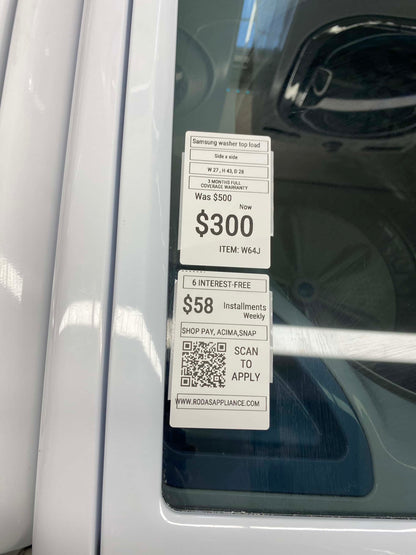 Samsung washer top load
Side x side
W 27 , H 43, D 28
3 MONTHS FULL
COVERAGE WARRANTY
Was $500
Now
$300
ITEM: W64J
6 INTEREST-FREE
$58 Installments
Weekly
SHOP PAY, ACIMA,SNAP
SCAN
TO
APPLY
WWW.RODASAPPLIANCE.COM